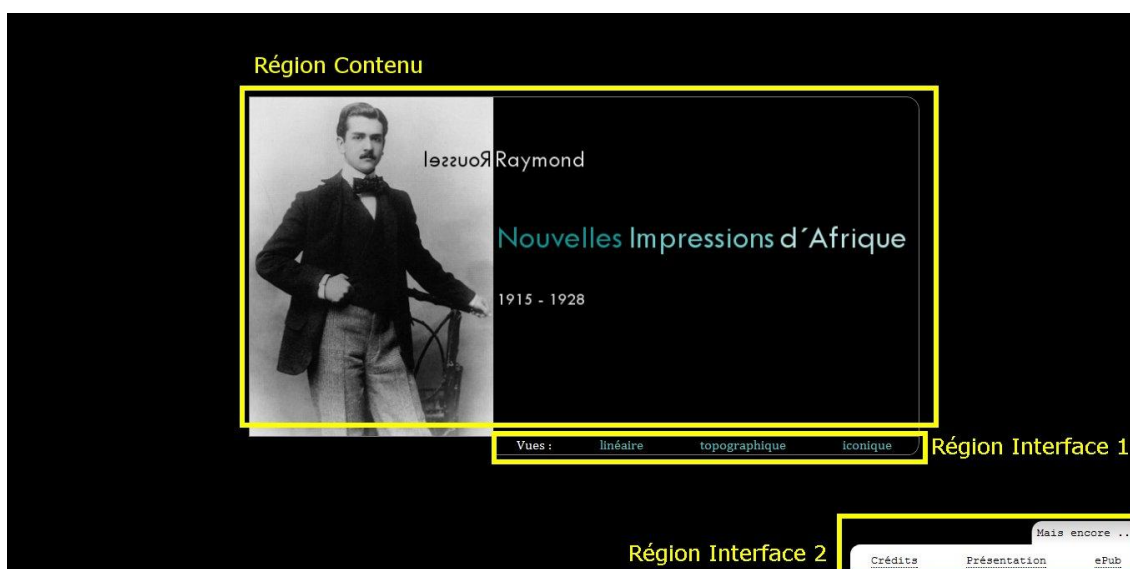 Région Contenu
Roussel Raymond
Nouvelles Impressions d´Afrique
1915 - 1928
Vues : linéaire topographique iconique
Région Interface 1
Mais encore ..
Région Interface 2
Crédits Présentation ePub